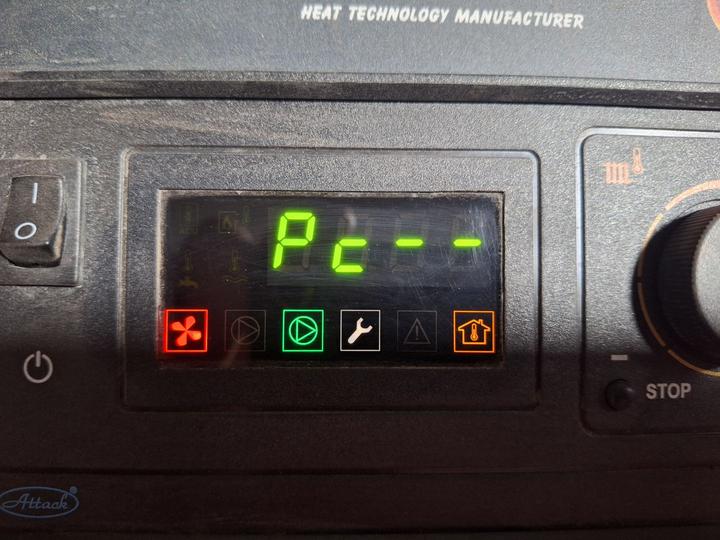 HEAT TECHNOLOGY MANUFACTURER
I
O
Pc--
STOP
Attack®